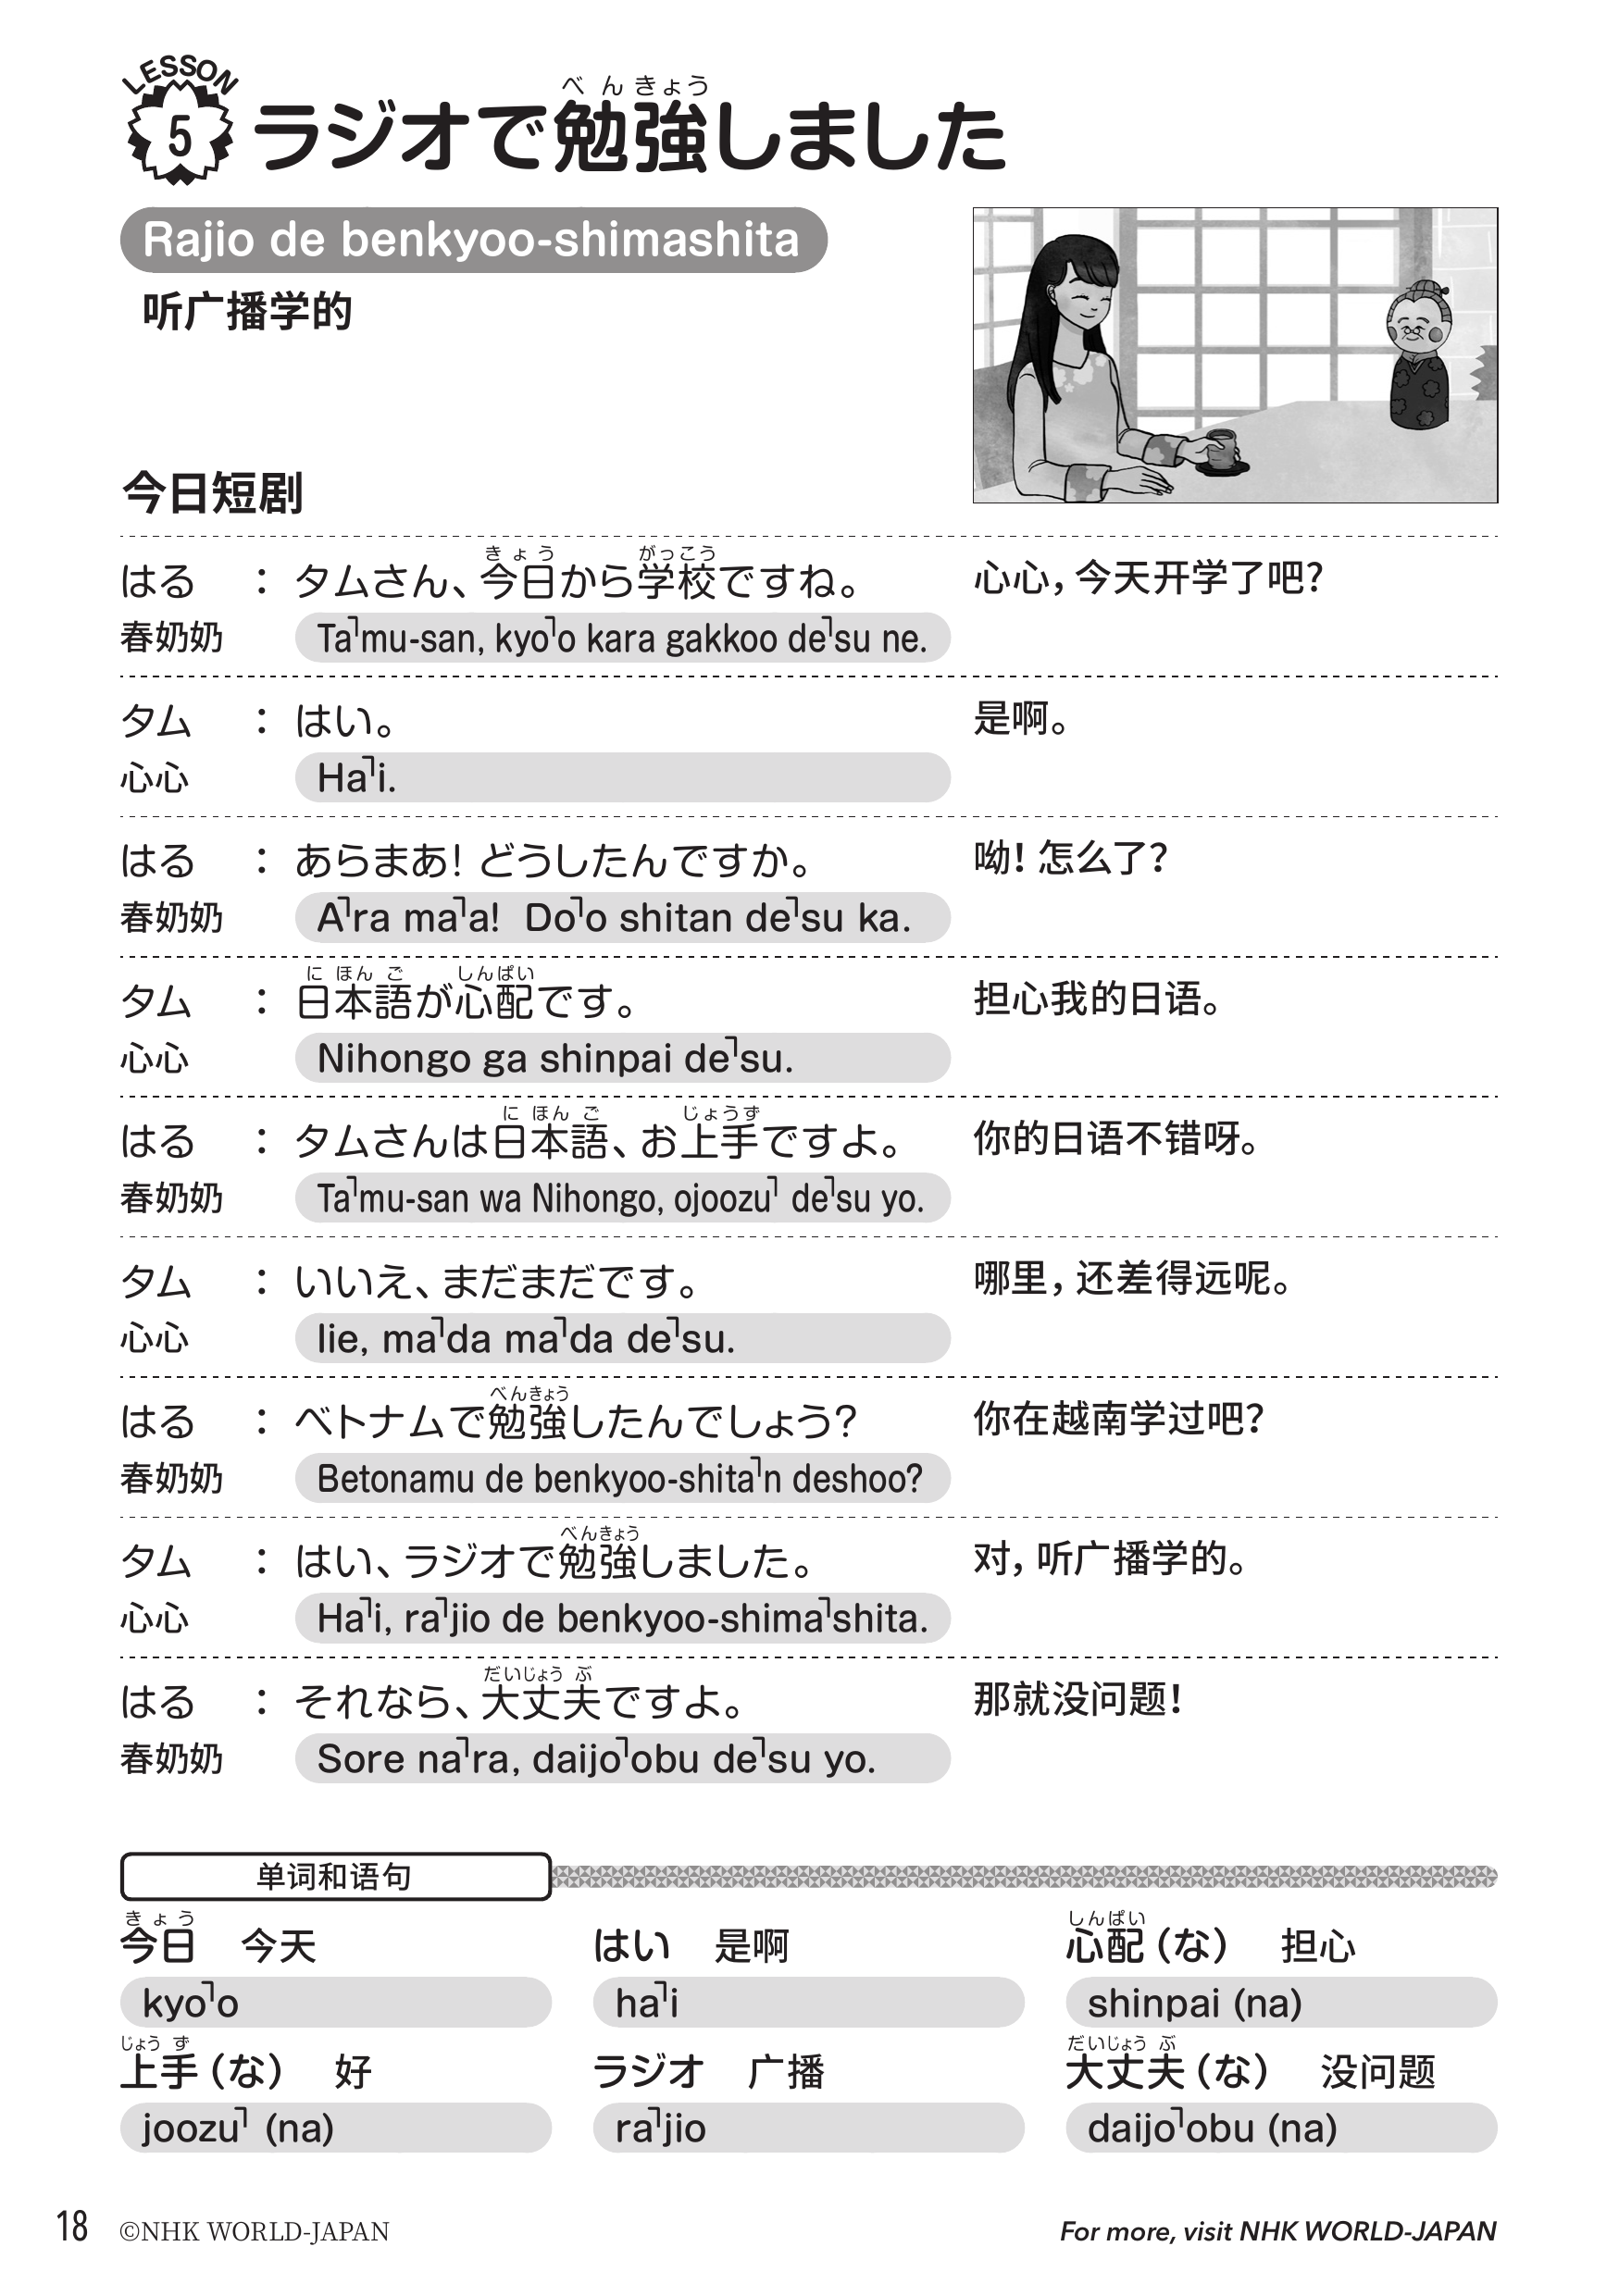 LESSON
5
べんきょう
ラジオで勉強しました
Rajio de benkyoo-shimashita
听广播学的
今日短剧
きょう がっこう
はる ： タムさん、今日から学校ですね。 心心，今天开学了吧？
春奶奶 Ta˺mu-san, kyo˺o kara gakkoo de˺su ne.
タム ： はい。 是啊。
心心 Ha˺i.
はる ： あらまあ！どうしたんですか。 呦！怎么了？
春奶奶 A˺ra ma˺a! Do˺o shitan de˺su ka.
に ほん ご しんぱい
タム ： 日本語が心配です。 担心我的日语。
心心 Nihongo ga shinpai de˺su.
に ほん ご じょうず
はる ： タムさんは日本語、お上手ですよ。 你的日语不错呀。
春奶奶 Ta˺mu-san wa Nihongo, ojoozu˺ de˺su yo.
タム ： いいえ、まだまだです。 哪里，还差得远呢。
心心 Iie, ma˺da ma˺da de˺su.
べんきょう
はる ： ベトナムで勉強したんでしょう？ 你在越南学过吧？
春奶奶 Betonamu de benkyoo-shita˺n deshoo?
べんきょう
タム ： はい、ラジオで勉強しました。 对，听广播学的。
心心 Ha˺i, ra˺jio de benkyoo-shima˺shita.
だいじょう ぶ
はる ： それなら、大丈夫ですよ。 那就没问题！
春奶奶 Sore na˺ra, daijo˺obu de˺su yo.
单词和语句
きょう しんぱい
今日 今天 はい 是啊 心配（な） 担心
kyo˺o ha˺i shinpai (na)
じょう ず だいじょう ぶ
上手（な） 好 ラジオ 广播 大丈夫（な） 没问题
joozu˺ (na) ra˺jio daijo˺obu (na)
18 ©NHK WORLD-JAPAN For more, visit NHK WORLD-JAPAN